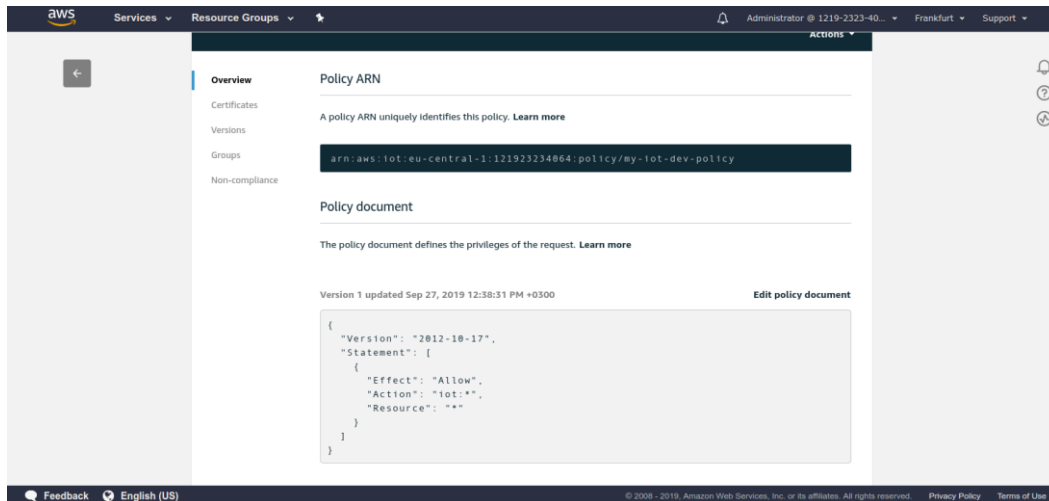 aws Services Resource Groups Administrator @ 1219-2323-40... Frankfurt Support
Actions
Overview
Certificates
Versions
Groups
Non-compliance
Policy ARN
A policy ARN uniquely identifies this policy. Learn more
arn:aws:iot:eu-central-1:121923234064:policy/my-iot-dev-policy
Policy document
The policy document defines the privileges of the request. Learn more
Version 1 updated Sep 27, 2019 12:38:31 PM +0300 Edit policy document
{
"Version": "2012-10-17",
"Statement": [
{
"Effect": "Allow",
"Action": "iot:*",
"Resource": "*"
}
]
}
Feedback English (US) © 2008 - 2019, Amazon Web Services, Inc. or its affiliates. All rights reserved. Privacy Policy Terms of Use